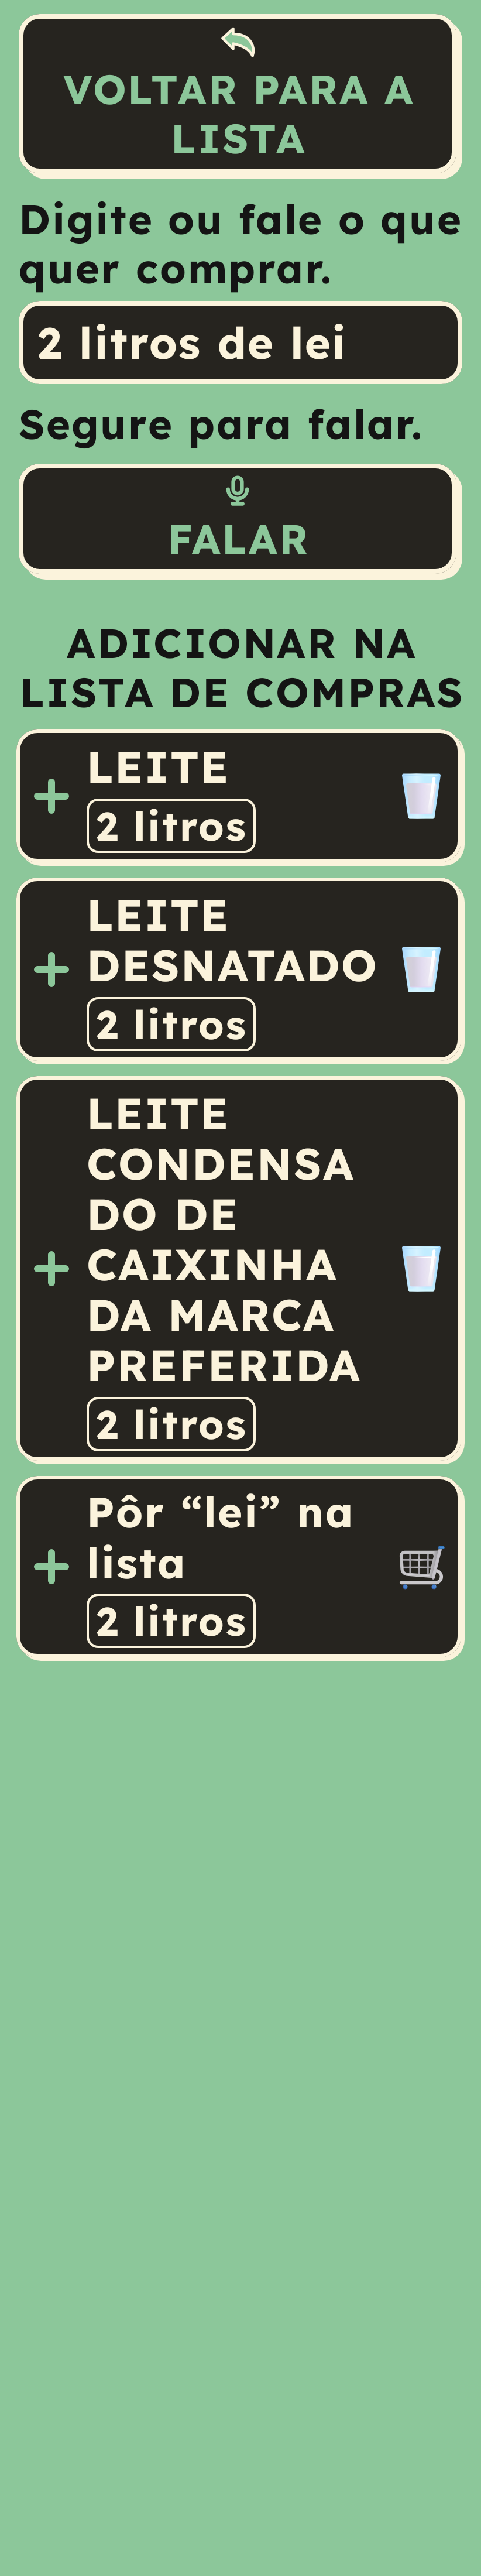 VOLTAR PARA A
LISTA
Digite ou fale o que
quer comprar.
2 litros de lei
Segure para falar.
FALAR
ADICIONAR NA
LISTA DE COMPRAS
LEITE
2 litros
LEITE
DESNATADO
2 litros
LEITE
CONDENSA
DO DE
CAIXINHA
DA MARCA
PREFERIDA
2 litros
Pôr “lei” na
lista
2 litros